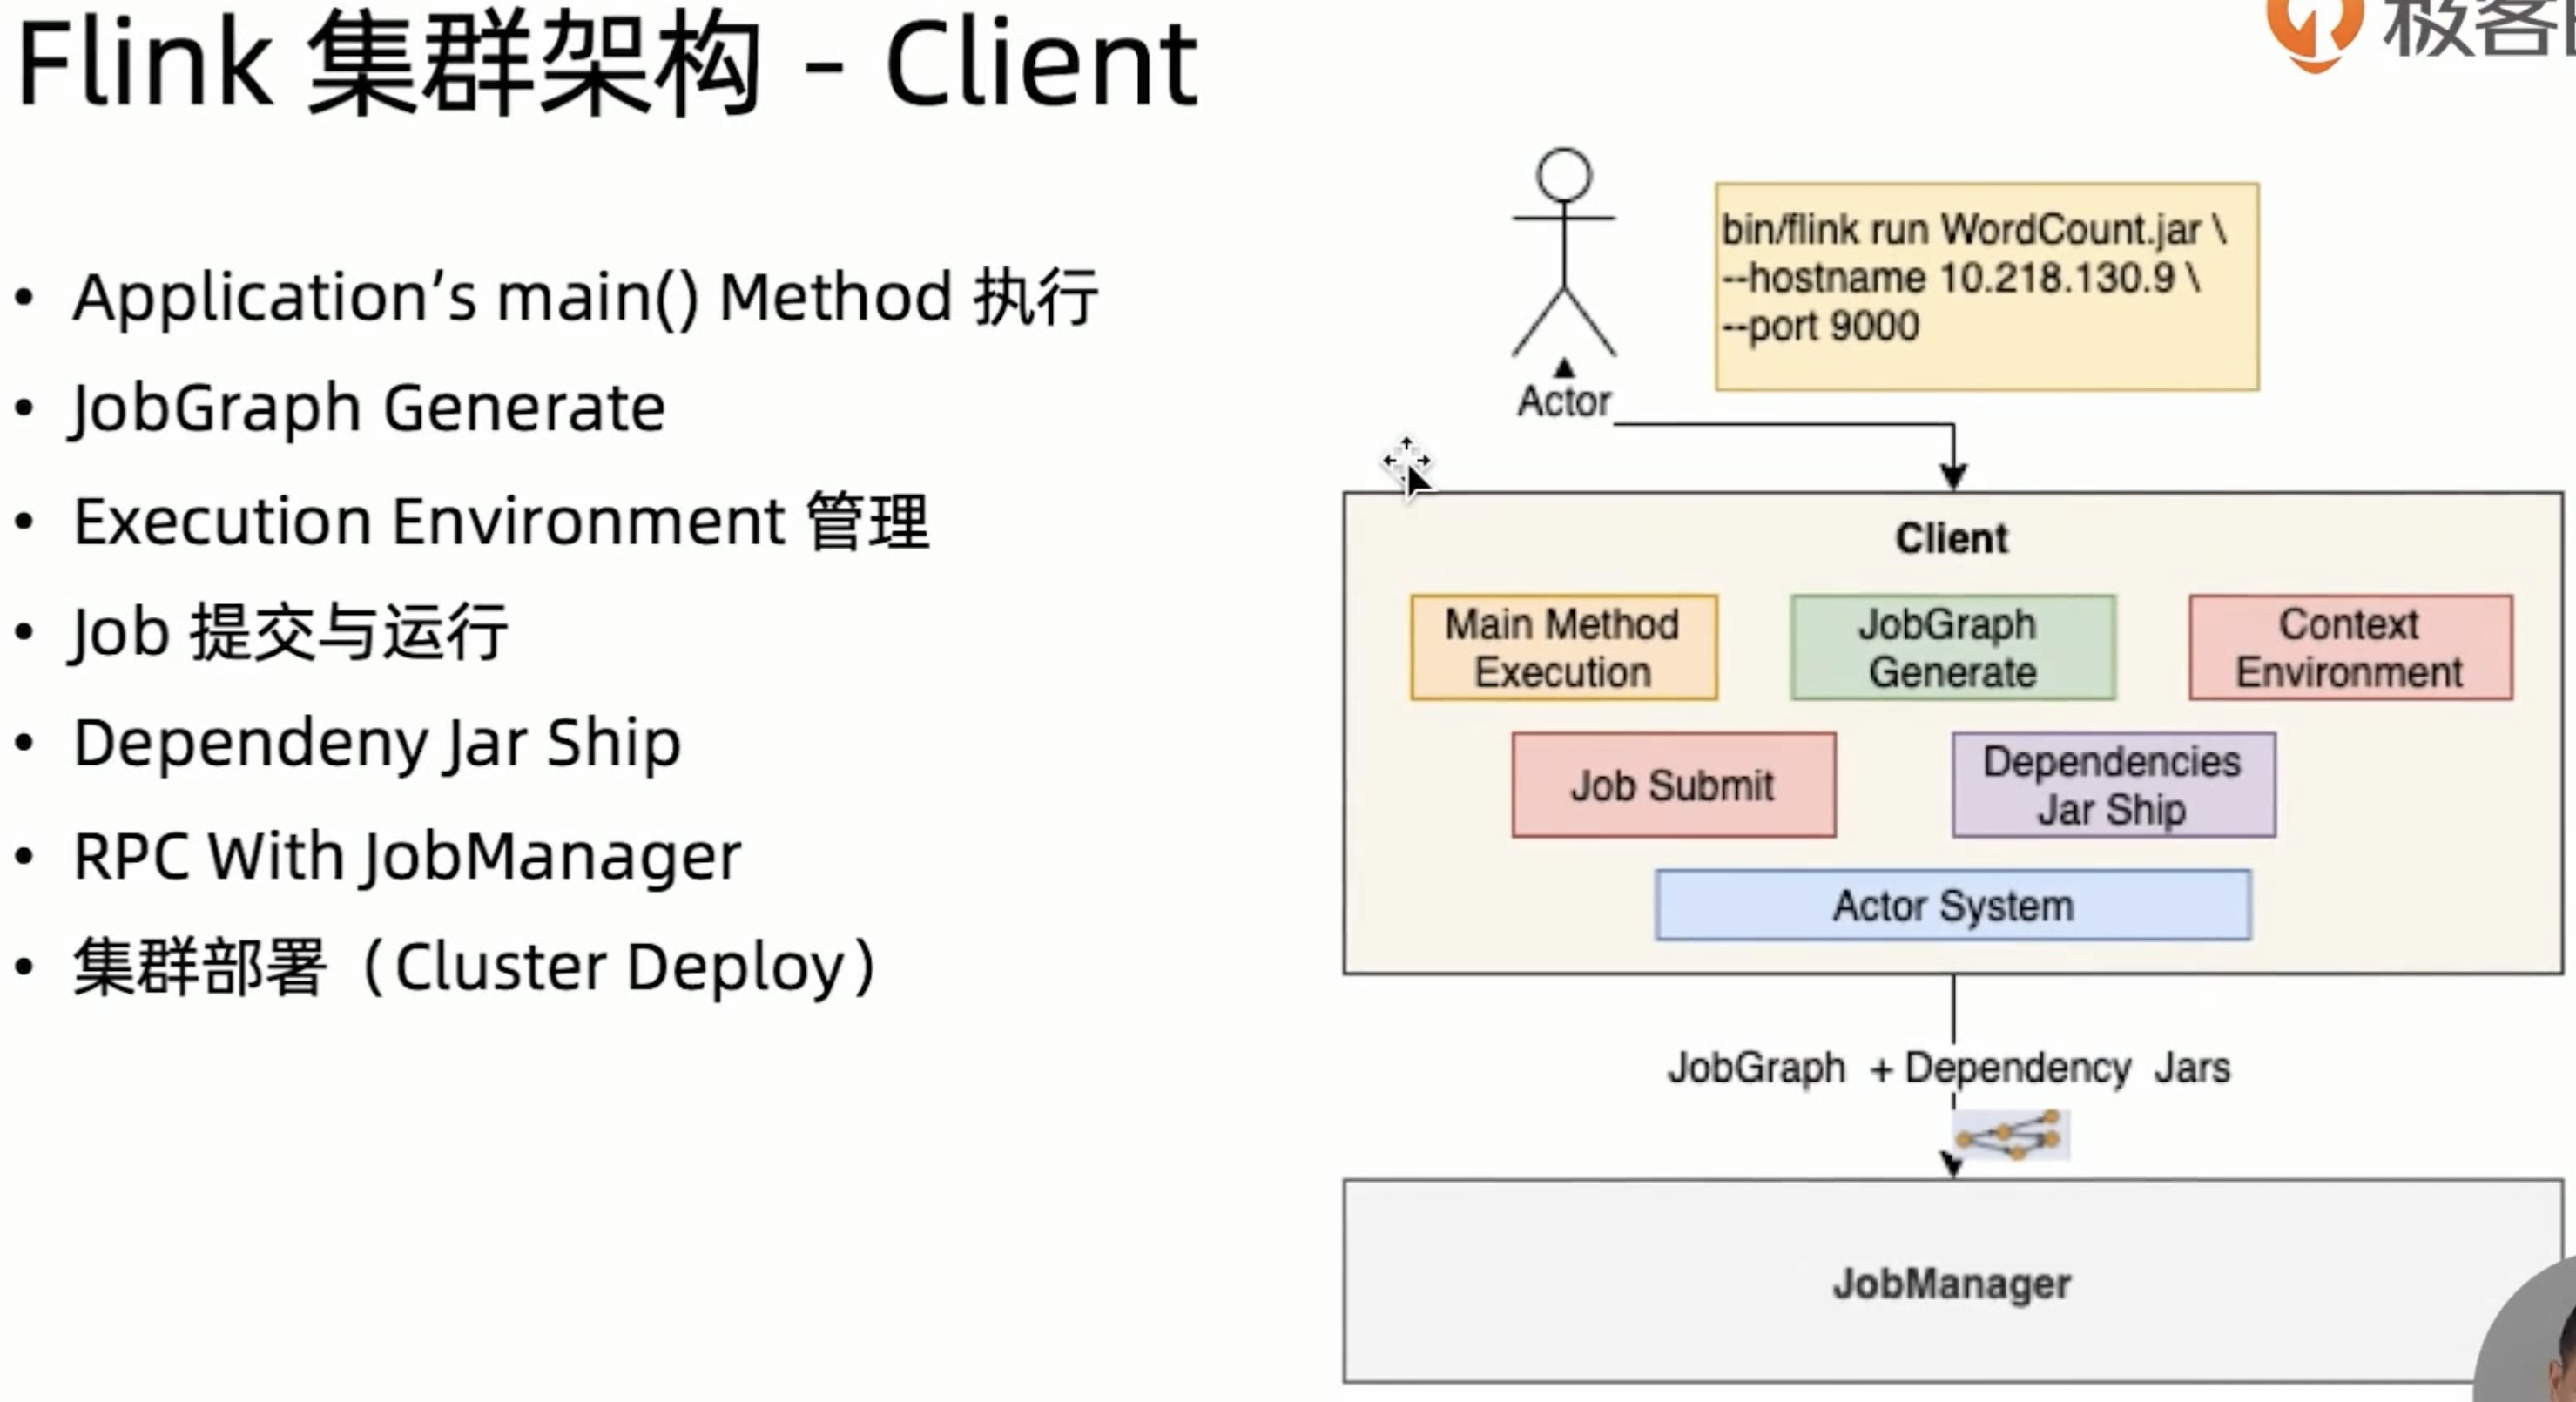 Flink 集群架构 - Client
极客
• Application’s main() Method 执行
• JobGraph Generate
• Execution Environment 管理
• Job 提交与运行
• Dependeny Jar Ship
• RPC With JobManager
• 集群部署（Cluster Deploy）
bin/flink run WordCount.jar \
--hostname 10.218.130.9 \
--port 9000
Actor
Client
Main Method
Execution
JobGraph
Generate
Context
Environment
Job Submit
Dependencies
Jar Ship
Actor System
JobGraph + Dependency Jars
JobManager